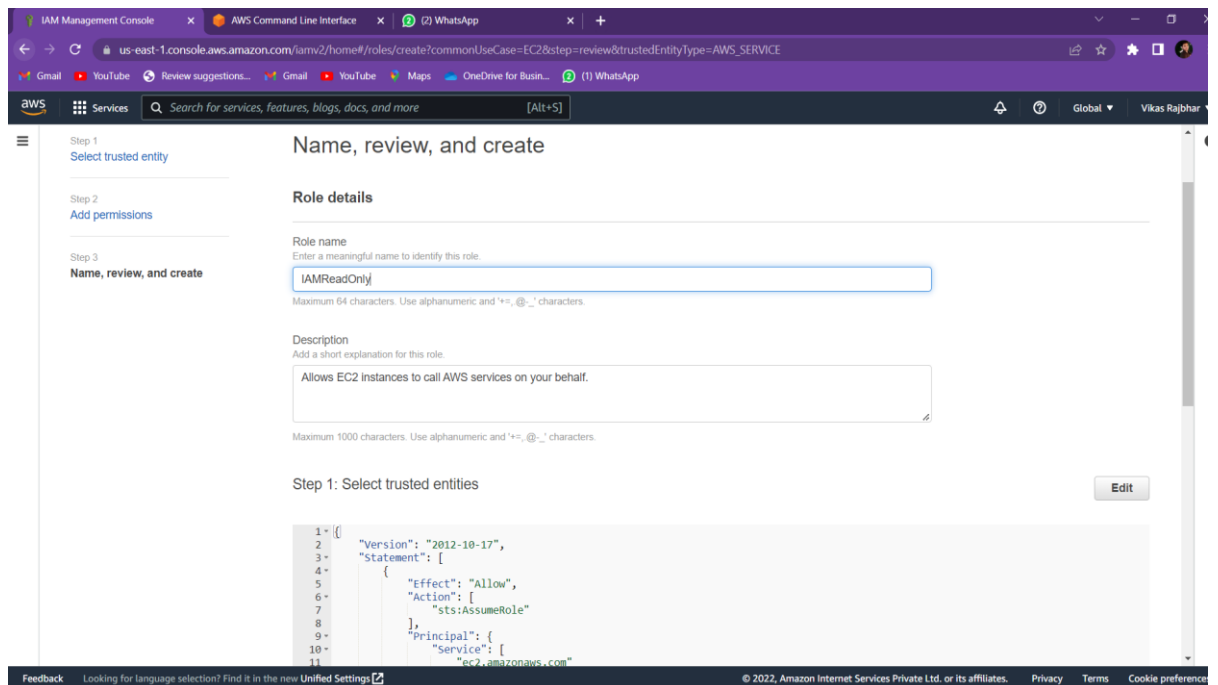 IAM Management Console
AWS Command Line Interface
(2) WhatsApp
us-east-1.console.aws.amazon.com/iamv2/home#/roles/create?commonUseCase=EC2&step=review&trustedEntityType=AWS_SERVICE
Gmail YouTube Review suggestions... Gmail YouTube Maps OneDrive for Busin... (1) WhatsApp
aws Services Search for services, features, blogs, docs, and more [Alt+S] Global Vikas Rajbhar
Step 1
Select trusted entity
Step 2
Add permissions
Step 3
Name, review, and create
Name, review, and create
Role details
Role name
Enter a meaningful name to identify this role.
IAMReadOnly
Maximum 64 characters. Use alphanumeric and '+=,.@-_' characters.
Description
Add a short explanation for this role.
Allows EC2 instances to call AWS services on your behalf.
Maximum 1000 characters. Use alphanumeric and '+=,.@-_' characters.
Step 1: Select trusted entities
Edit
1 {
2 "Version": "2012-10-17",
3 "Statement": [
4 {
5 "Effect": "Allow",
6 "Action": [
7 "sts:AssumeRole"
8 ],
9 "Principal": {
10 "Service": [
11 "ec2.amazonaws.com"
Feedback Looking for language selection? Find it in the new Unified Settings © 2022, Amazon Internet Services Private Ltd. or its affiliates. Privacy Terms Cookie preferences